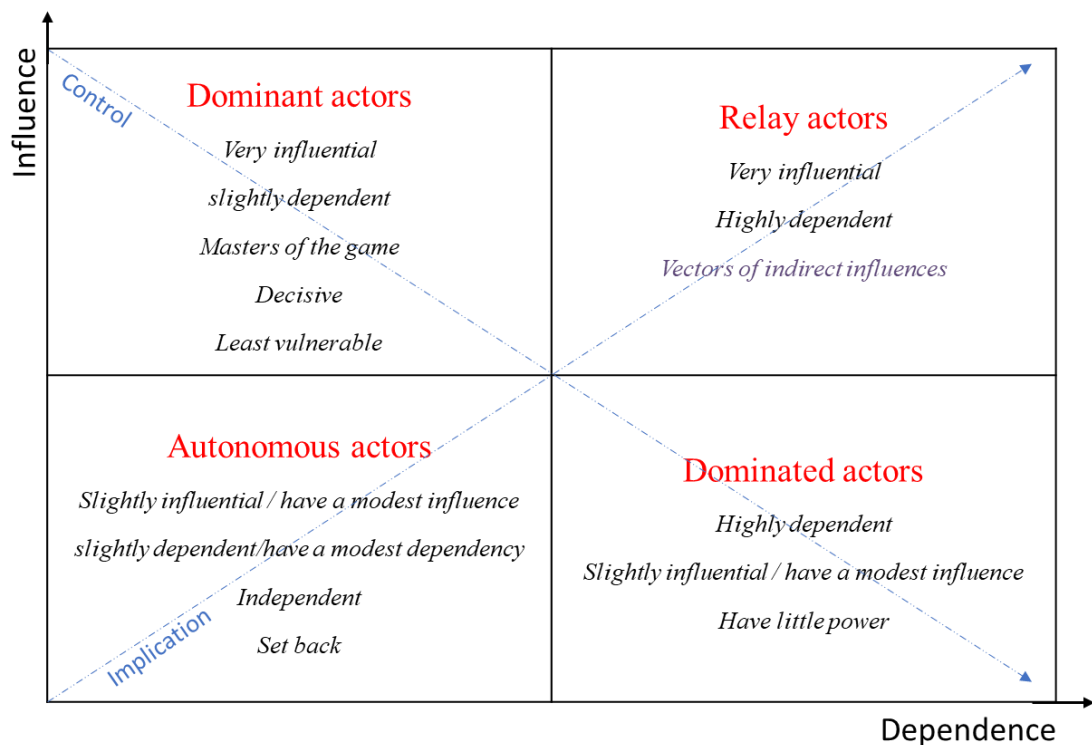 Influence
Control
Dominant actors
Very influential
slightly dependent
Masters of the game
Decisive
Least vulnerable
Relay actors
Very influential
Highly dependent
Vectors of indirect influences
Autonomous actors
Slightly influential / have a modest influence
slightly dependent/have a modest dependency
Independent
Set back
Implication
Dominated actors
Highly dependent
Slightly influential / have a modest influence
Have little power
Dependence